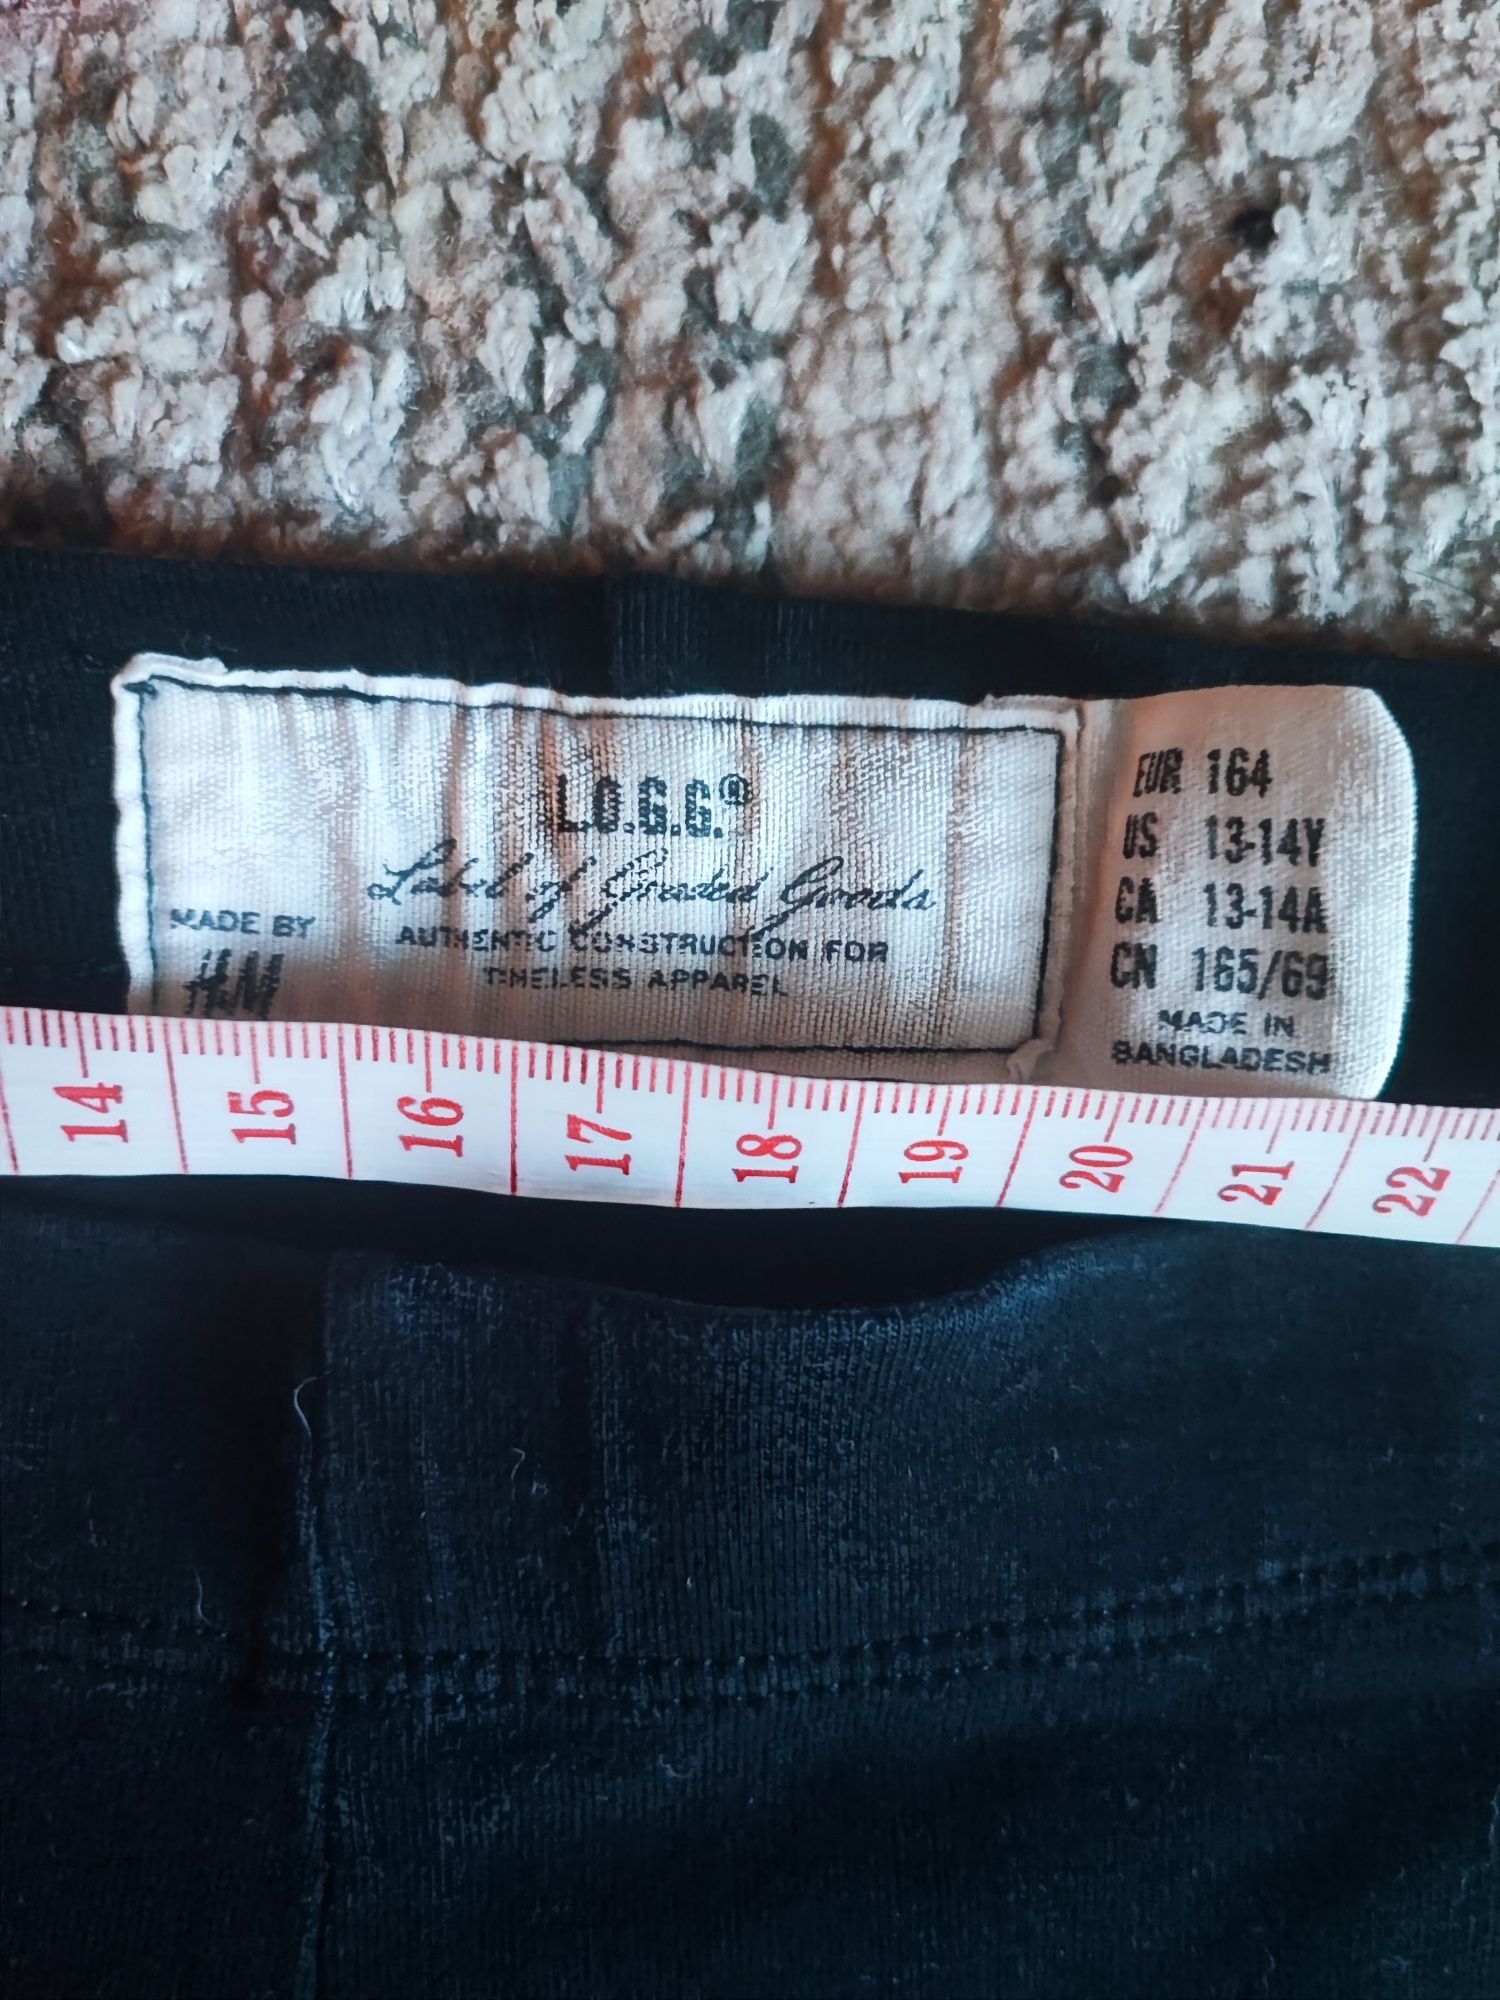 L.O.G.G.®
Label of Graded Goods
MADE BY
H&M
AUTHENTIC CONSTRUCTION FOR
TIMELESS APPAREL
EUR 164
US 13-14Y
CA 13-14A
CN 165/69
MADE IN
BANGLADESH
14 15 16 17 18 19 20 21 22